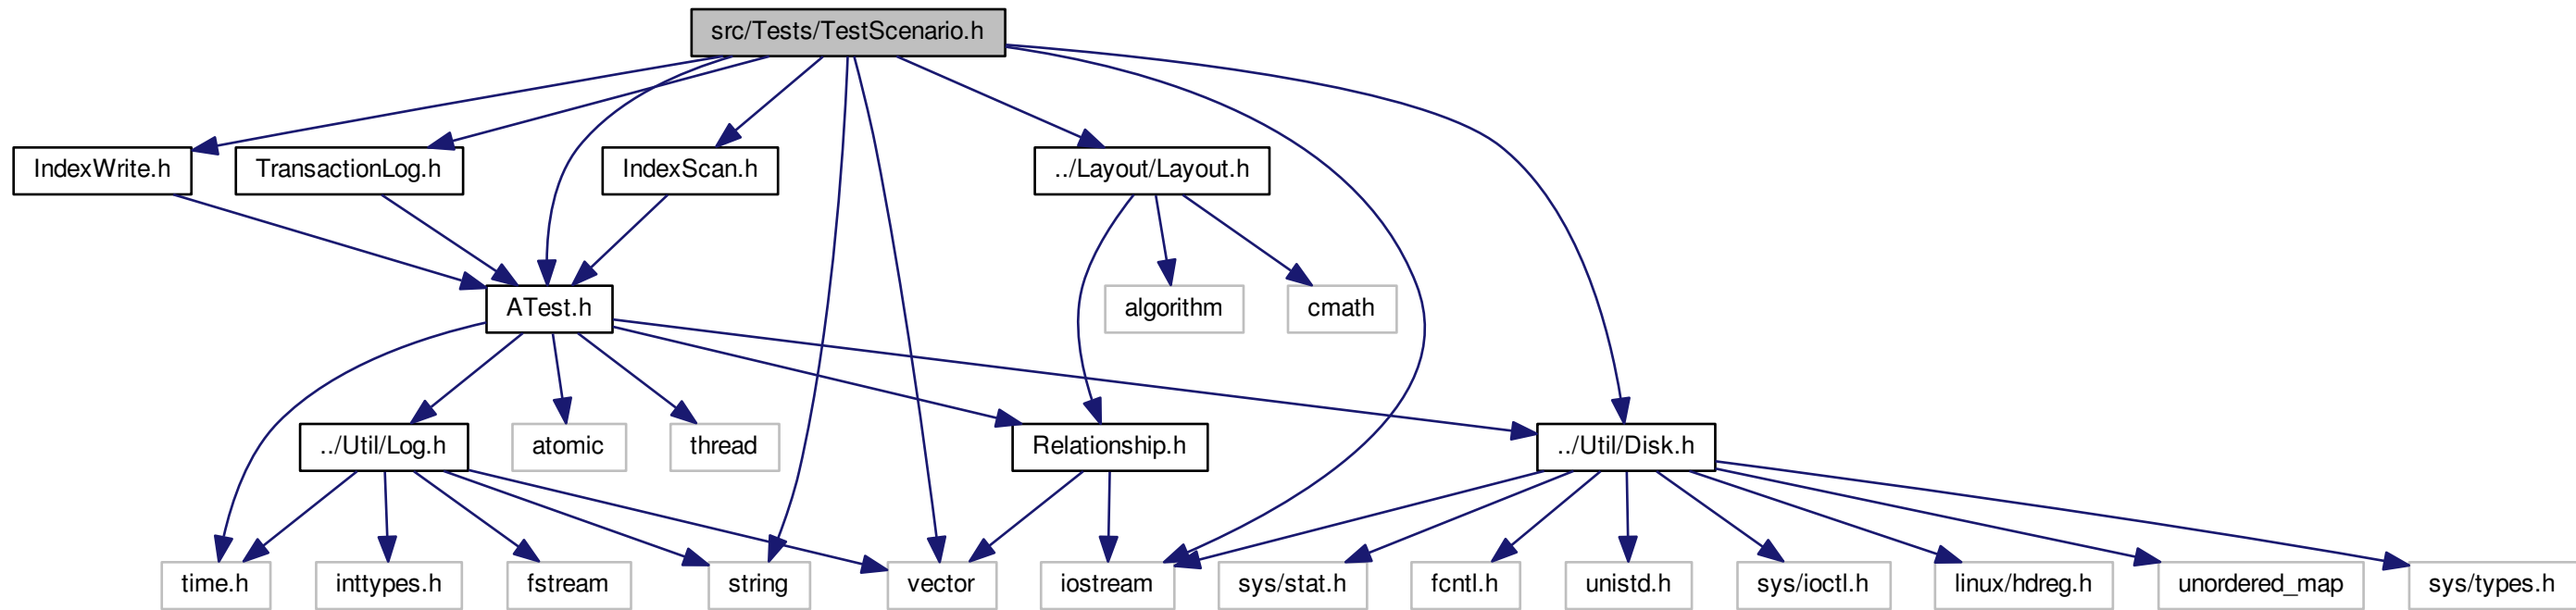 src/Tests/TestScenario.h
IndexWrite.h
TransactionLog.h
IndexScan.h
../Layout/Layout.h
ATest.h
algorithm
cmath
../Util/Log.h
atomic
thread
Relationship.h
../Util/Disk.h
time.h
inttypes.h
fstream
string
vector
iostream
sys/stat.h
fcntl.h
unistd.h
sys/ioctl.h
linux/hdreg.h
unordered_map
sys/types.h